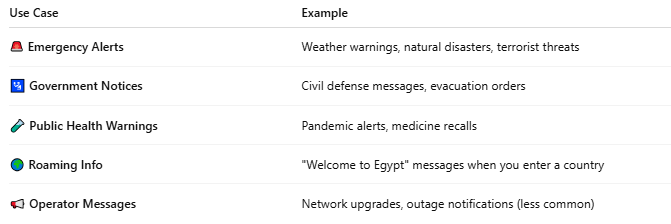 Use Case Example
Emergency Alerts Weather warnings, natural disasters, terrorist threats
Government Notices Civil defense messages, evacuation orders
Public Health Warnings Pandemic alerts, medicine recalls
Roaming Info "Welcome to Egypt" messages when you enter a country
Operator Messages Network upgrades, outage notifications (less common)